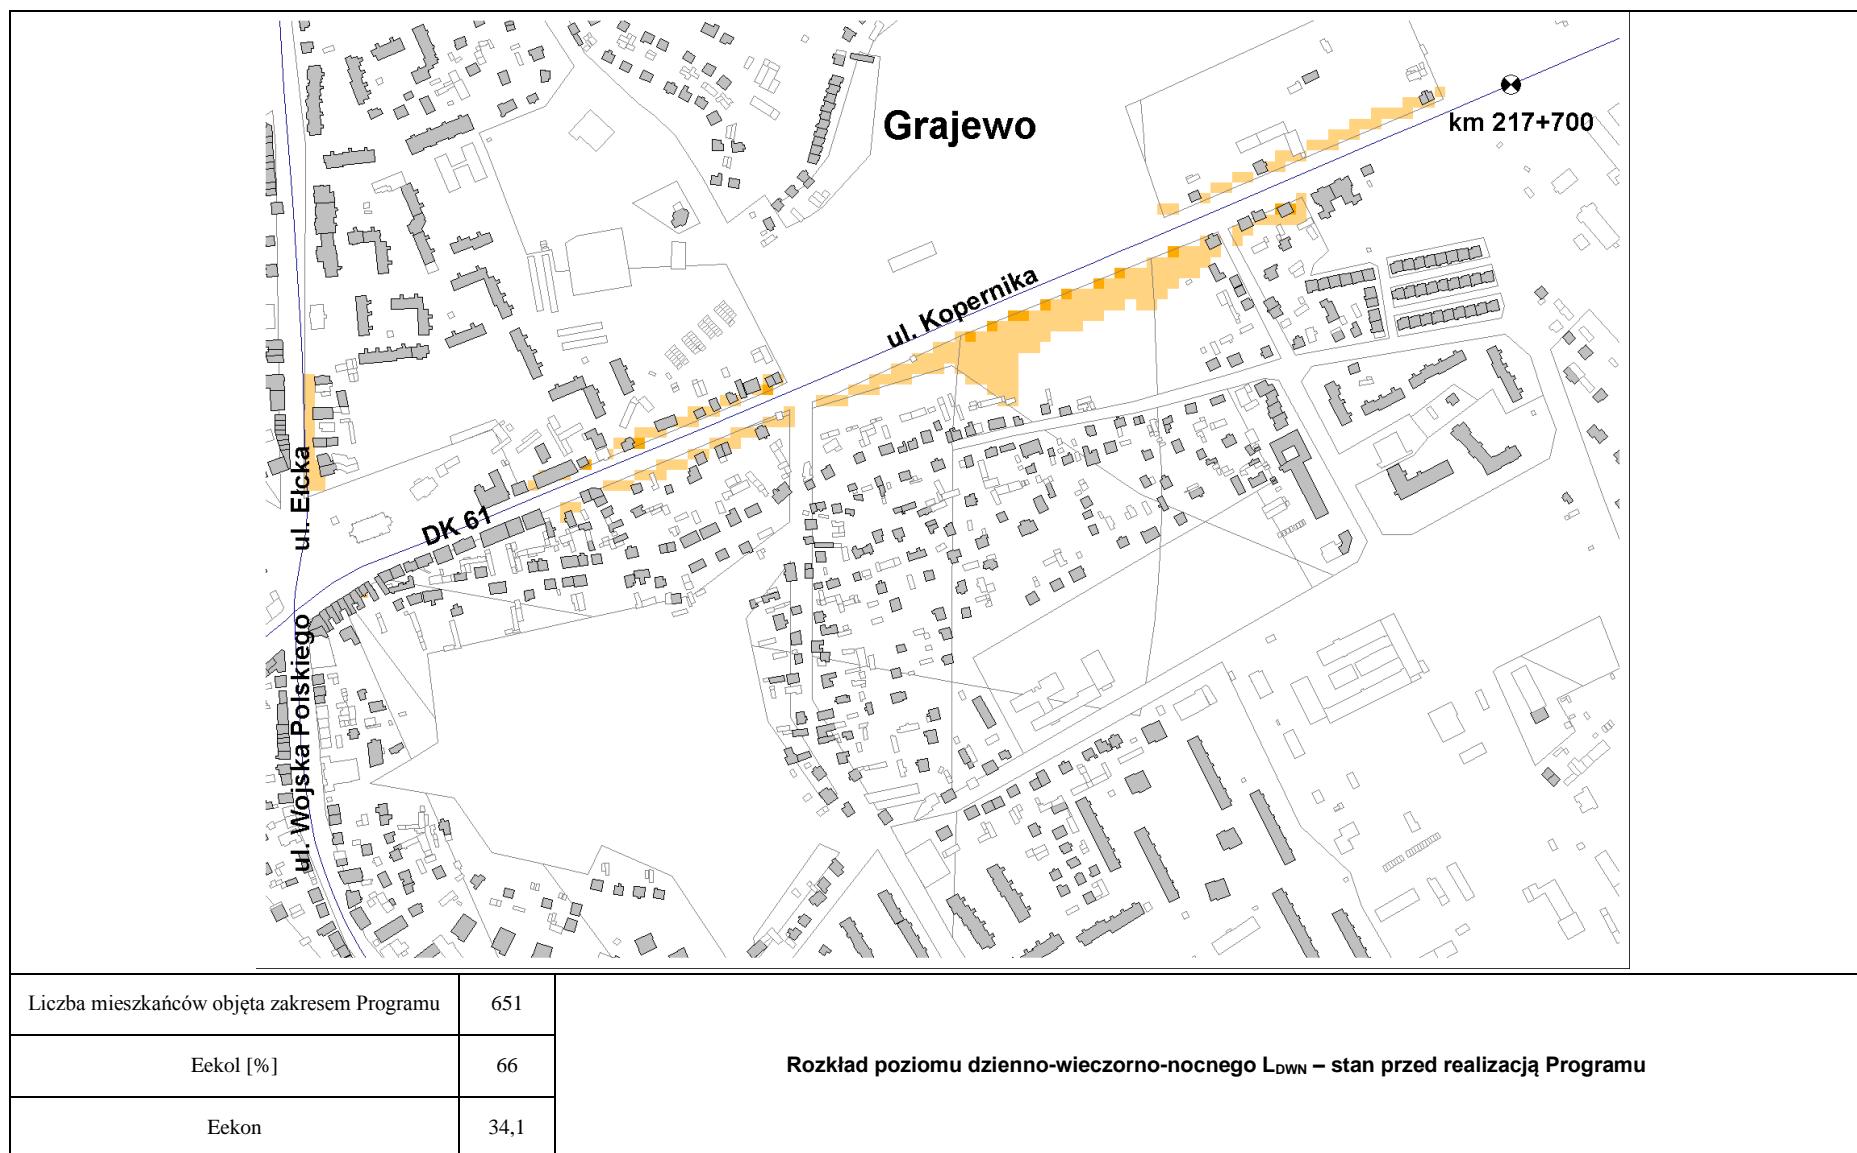 Grajewo
km 217+700
ul. Kopernika
ul. Ełcka
DK 61
ul. Wojska Polskiego
Liczba mieszkańców objęta zakresem Programu 651
Eekol [%] 66
Rozkład poziomu dzienno-wieczorno-nocnego LDWN – stan przed realizacją Programu
Eekon 34,1